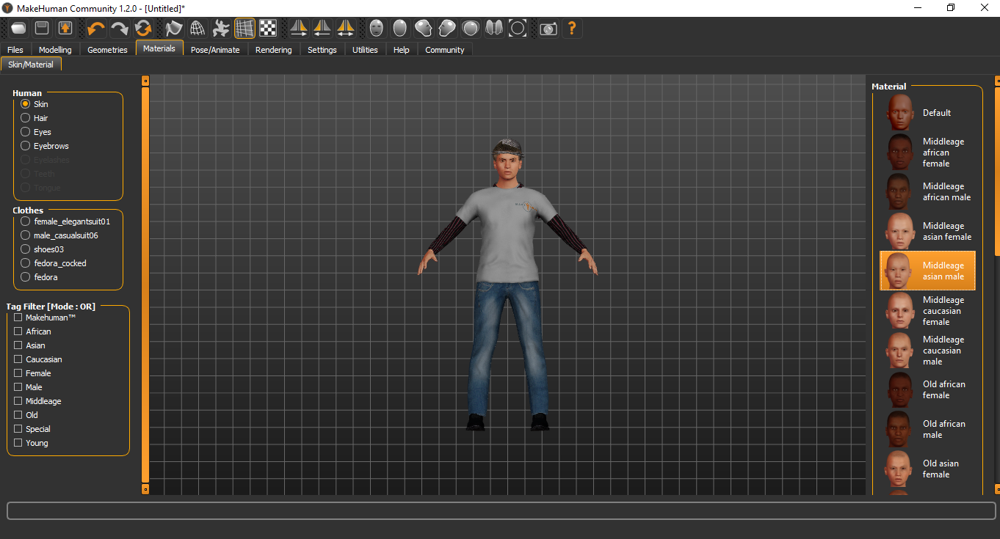 MakeHuman Community 1.2.0 - [Untitled]*
Files Modelling Geometries Materials Pose/Animate Rendering Settings Utilities Help Community
Skin/Material
Human
Skin
Hair
Eyes
Eyebrows
Eyelashes
Teeth
Tongue
Clothes
female_elegantsuit01
male_casualsuit06
shoes03
fedora_cocked
fedora
Tag Filter [Mode : OR]
Makehuman™
African
Asian
Caucasian
Female
Male
Middleage
Old
Special
Young
Material
Default
Middleage
african
female
Middleage
african male
Middleage
asian female
Middleage
asian male
Middleage
caucasian
female
Middleage
caucasian
male
Old african
female
Old african
male
Old asian
female